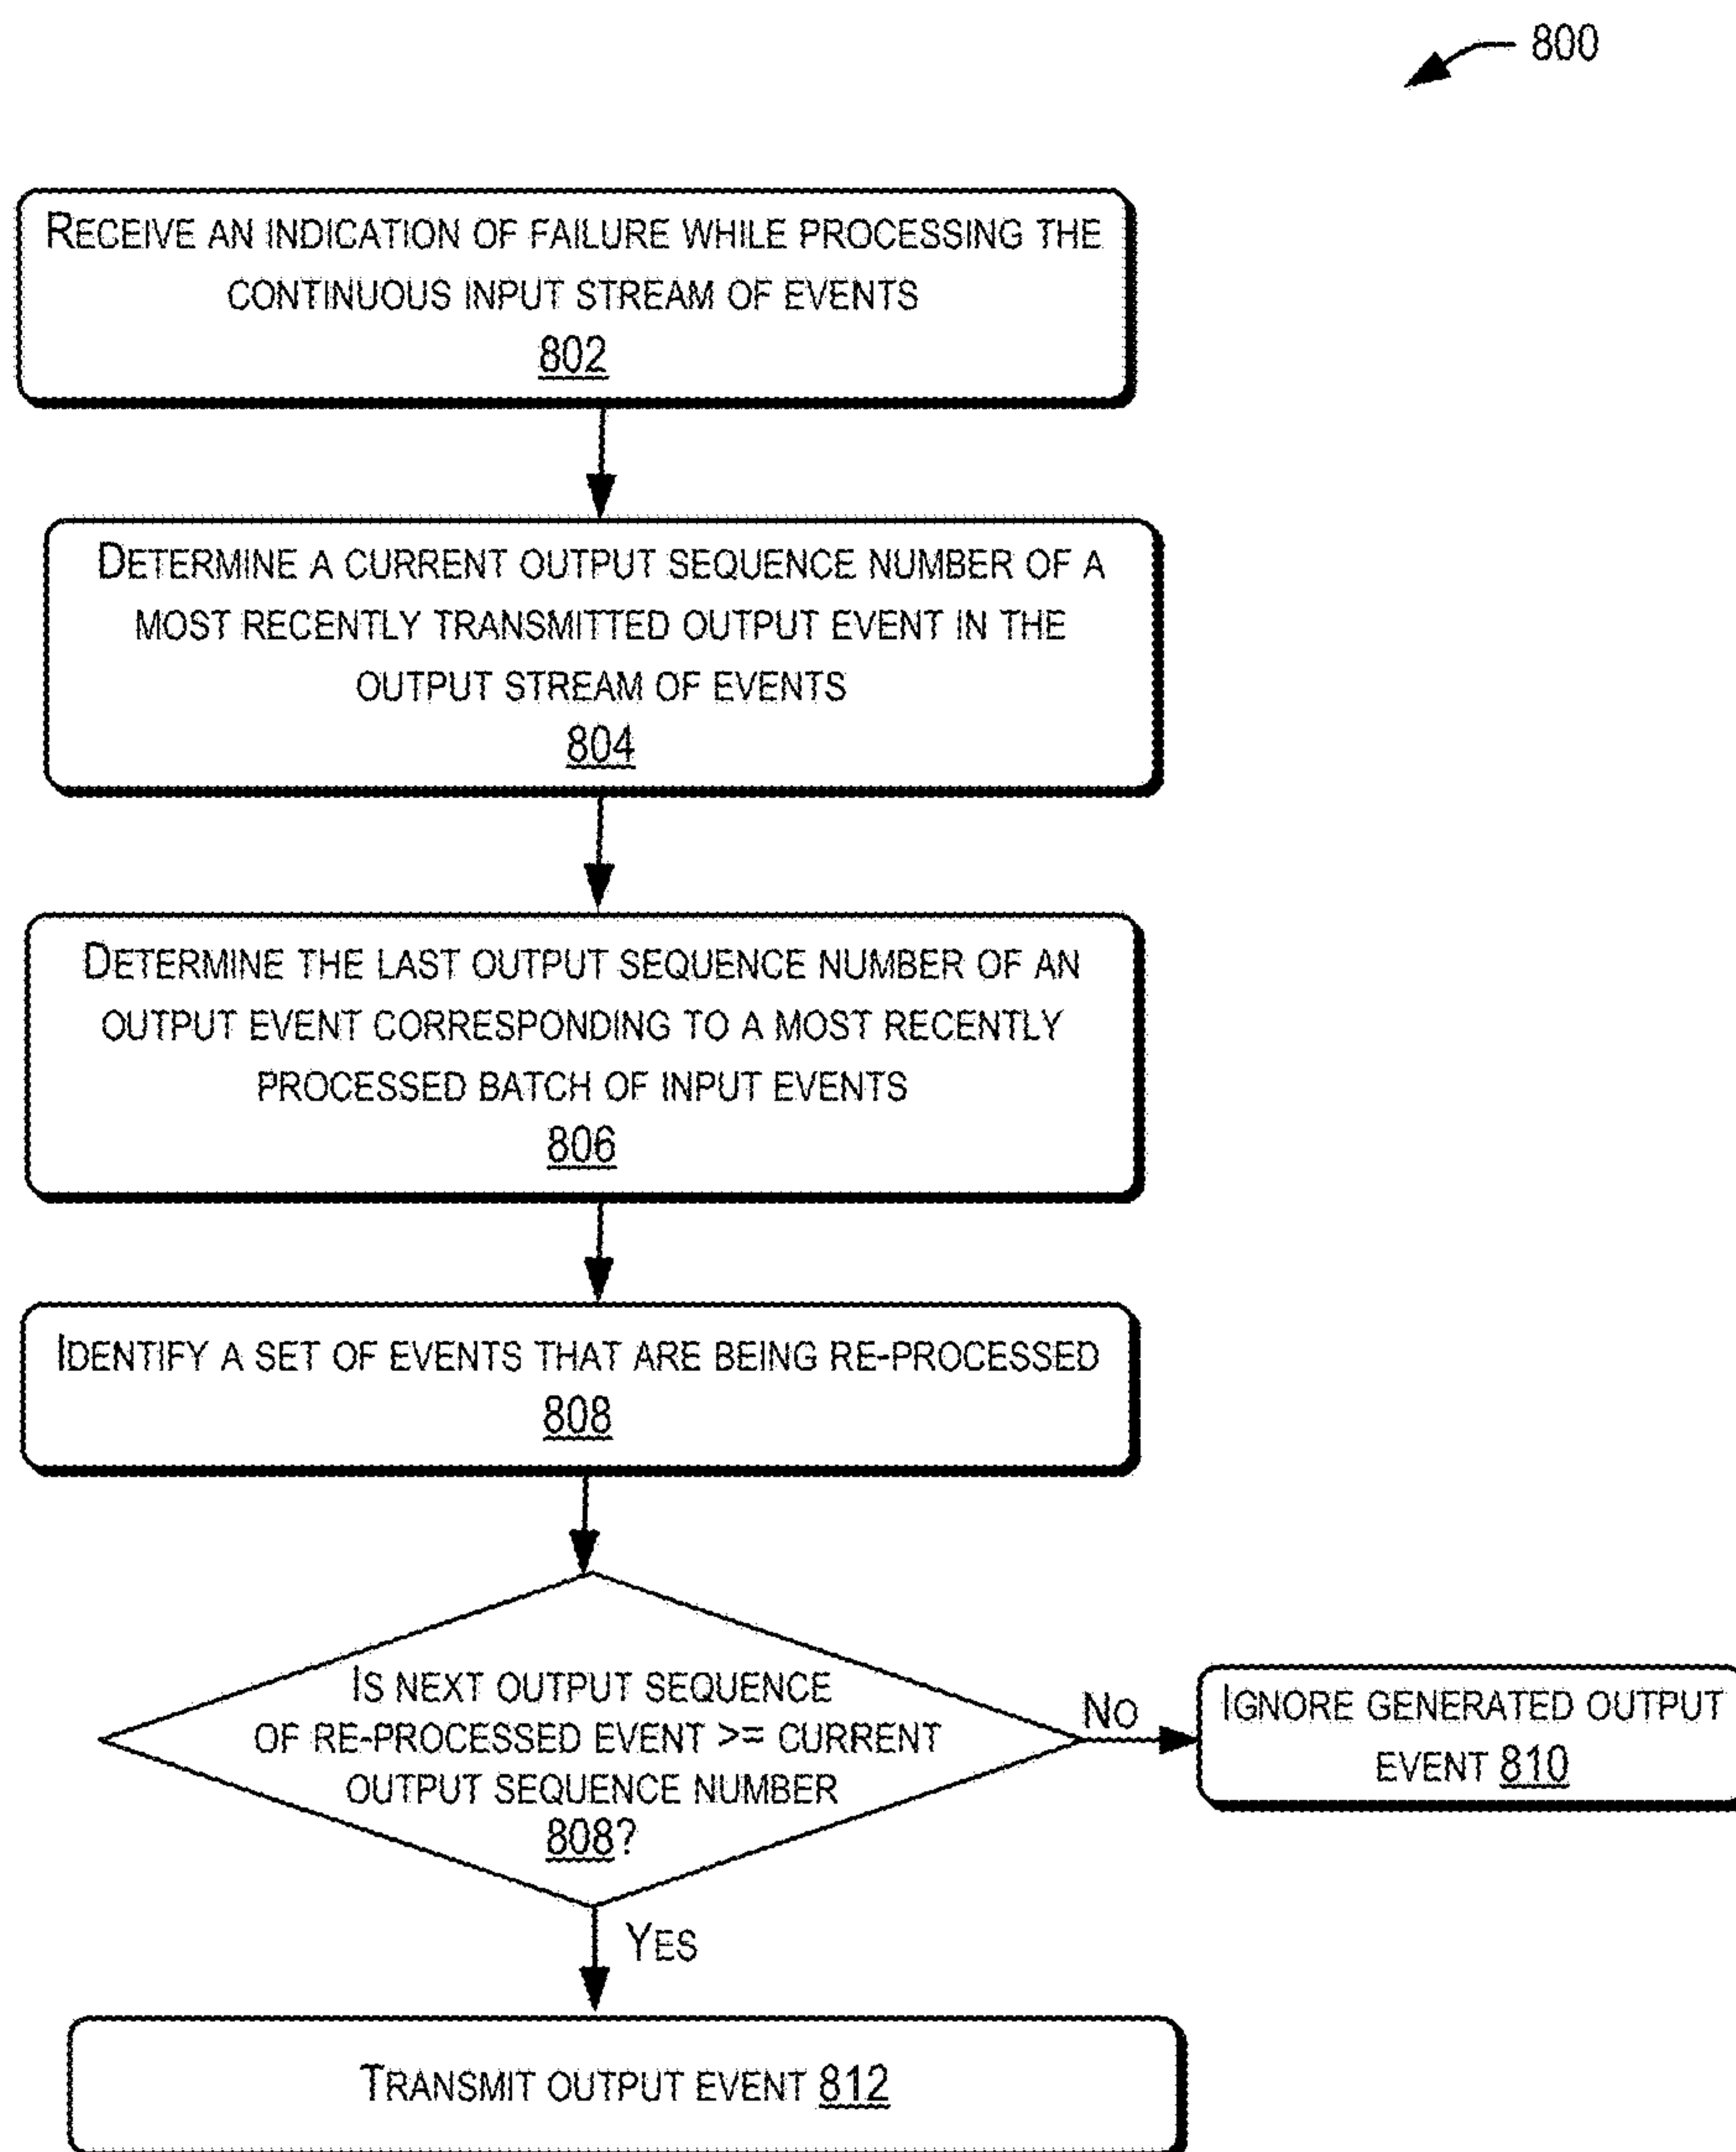 800
RECEIVE AN INDICATION OF FAILURE WHILE PROCESSING THE
CONTINUOUS INPUT STREAM OF EVENTS
802
DETERMINE A CURRENT OUTPUT SEQUENCE NUMBER OF A
MOST RECENTLY TRANSMITTED OUTPUT EVENT IN THE
OUTPUT STREAM OF EVENTS
804
DETERMINE THE LAST OUTPUT SEQUENCE NUMBER OF AN
OUTPUT EVENT CORRESPONDING TO A MOST RECENTLY
PROCESSED BATCH OF INPUT EVENTS
806
IDENTIFY A SET OF EVENTS THAT ARE BEING RE-PROCESSED
808
IS NEXT OUTPUT SEQUENCE
OF RE-PROCESSED EVENT >= CURRENT
OUTPUT SEQUENCE NUMBER
808?
NO
IGNORE GENERATED OUTPUT
EVENT 810
YES
TRANSMIT OUTPUT EVENT 812